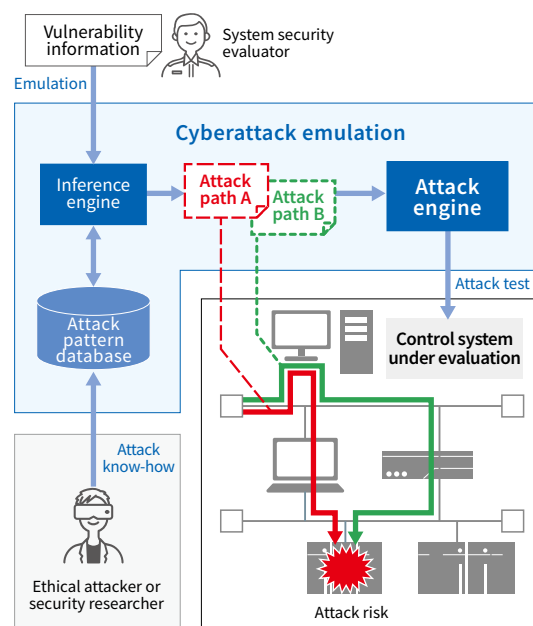 Vulnerability
information
System security
evaluator
Emulation
Cyberattack emulation
Inference
engine
Attack
path A
Attack
path B
Attack
engine
Attack test
Attack
pattern
database
Control system
under evaluation
Attack
know-how
Ethical attacker or
security researcher
Attack risk